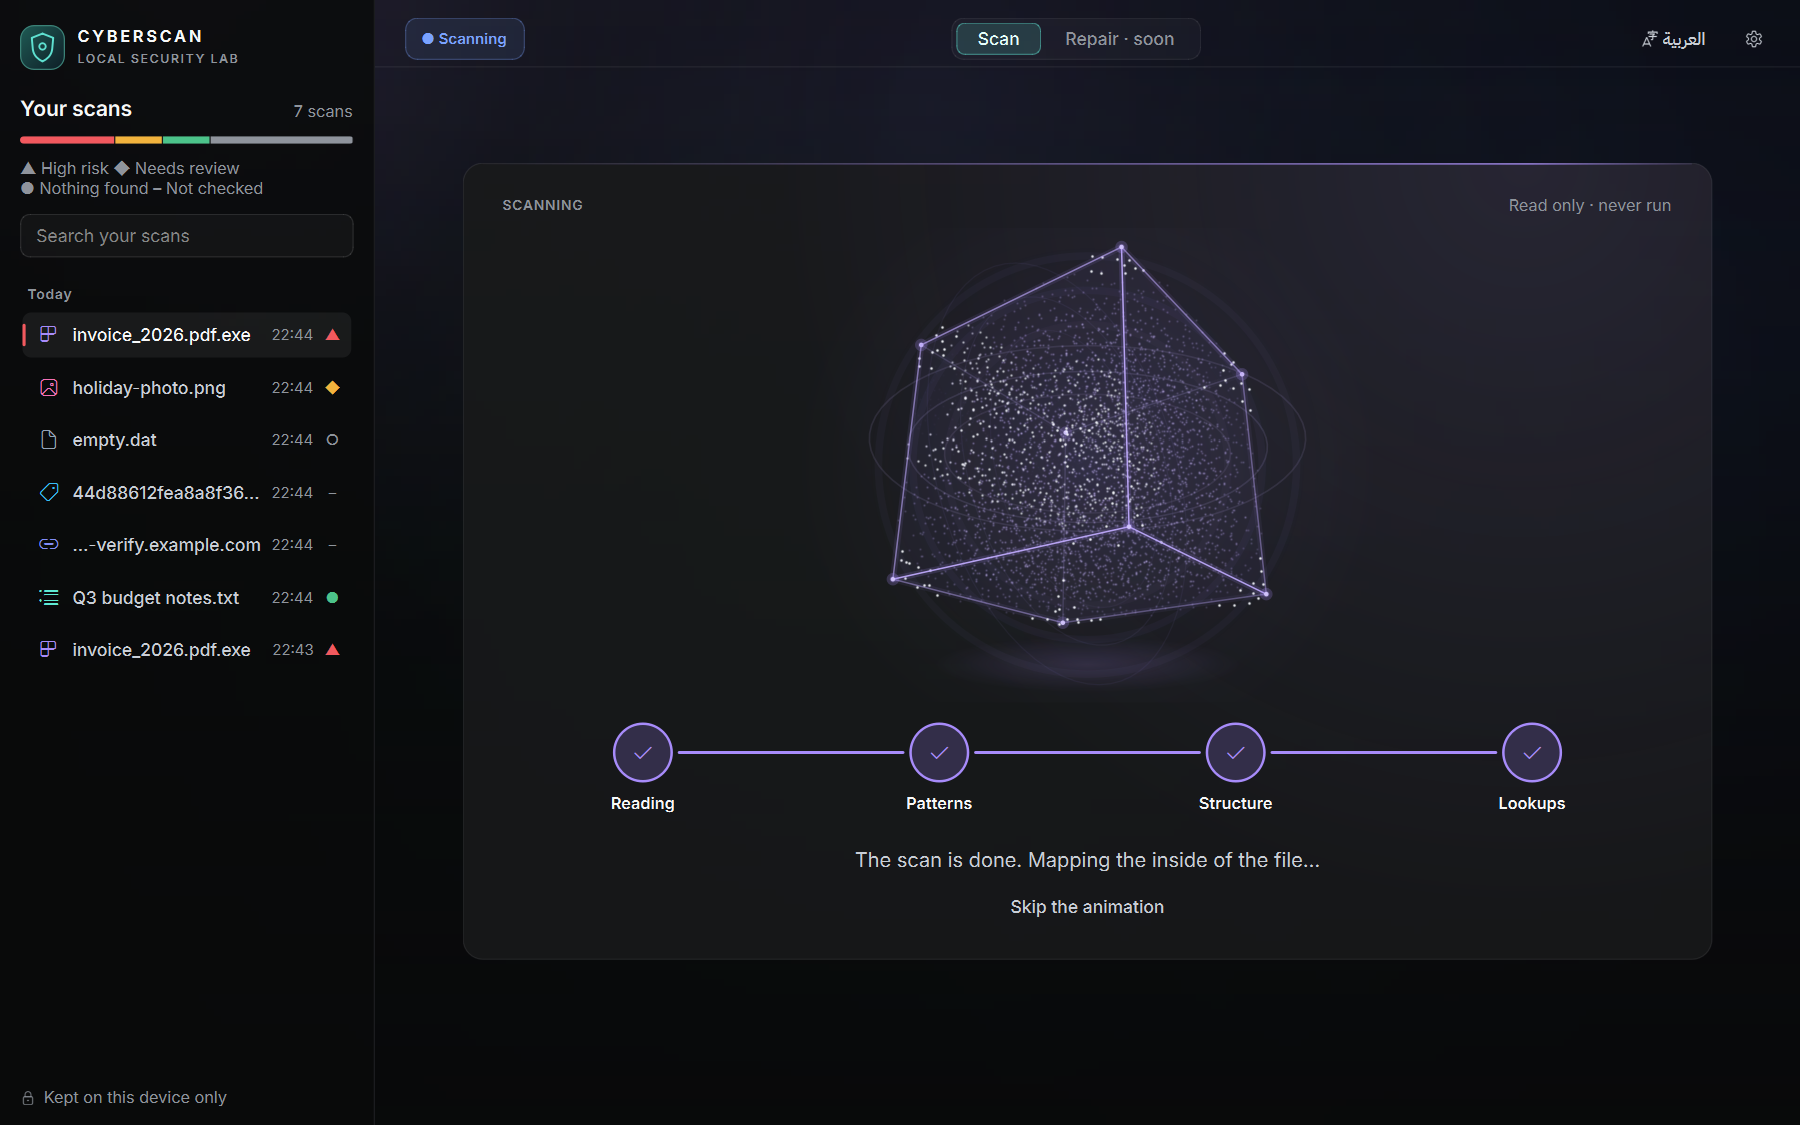 CYBERSCAN
LOCAL SECURITY LAB
Your scans
7 scans
High risk Needs review
Nothing found – Not checked
Search your scans
Today
invoice_2026.pdf.exe 22:44
holiday-photo.png 22:44
empty.dat 22:44
44d88612fea8a8f36... 22:44 –
...-verify.example.com 22:44 –
Q3 budget notes.txt 22:44
invoice_2026.pdf.exe 22:43
Kept on this device only
Scanning
Scan
Repair · soon
العربية
SCANNING
Read only · never run
Reading
Patterns
Structure
Lookups
The scan is done. Mapping the inside of the file...
Skip the animation